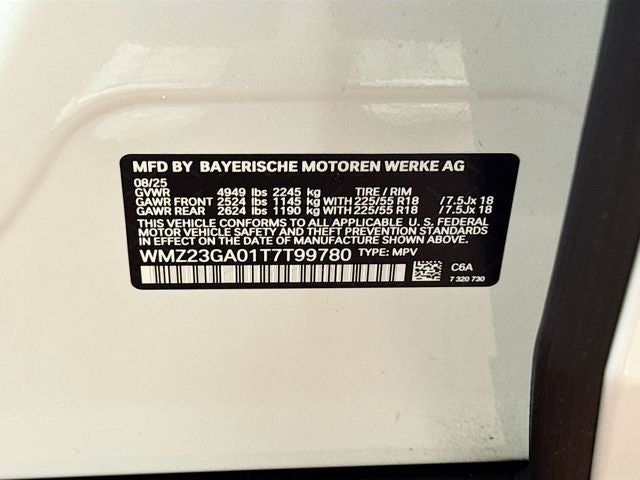 MFD BY BAYERISCHE MOTOREN WERKE AG
08/25
GVWR 4949 lbs 2245 kg TIRE / RIM
GAWR FRONT 2524 lbs 1145 kg WITH 225/55 R18 /7.5Jx 18
GAWR REAR 2624 lbs 1190 kg WITH 225/55 R18 /7.5Jx 18
THIS VEHICLE CONFORMS TO ALL APPLICABLE U. S. FEDERAL
MOTOR VEHICLE SAFETY AND THEFT PREVENTION STANDARDS
IN EFFECT ON THE DATE OF MANUFACTURE SHOWN ABOVE.
WMZ23GA01T7T99780 TYPE: MPV
C6A
7 320 730